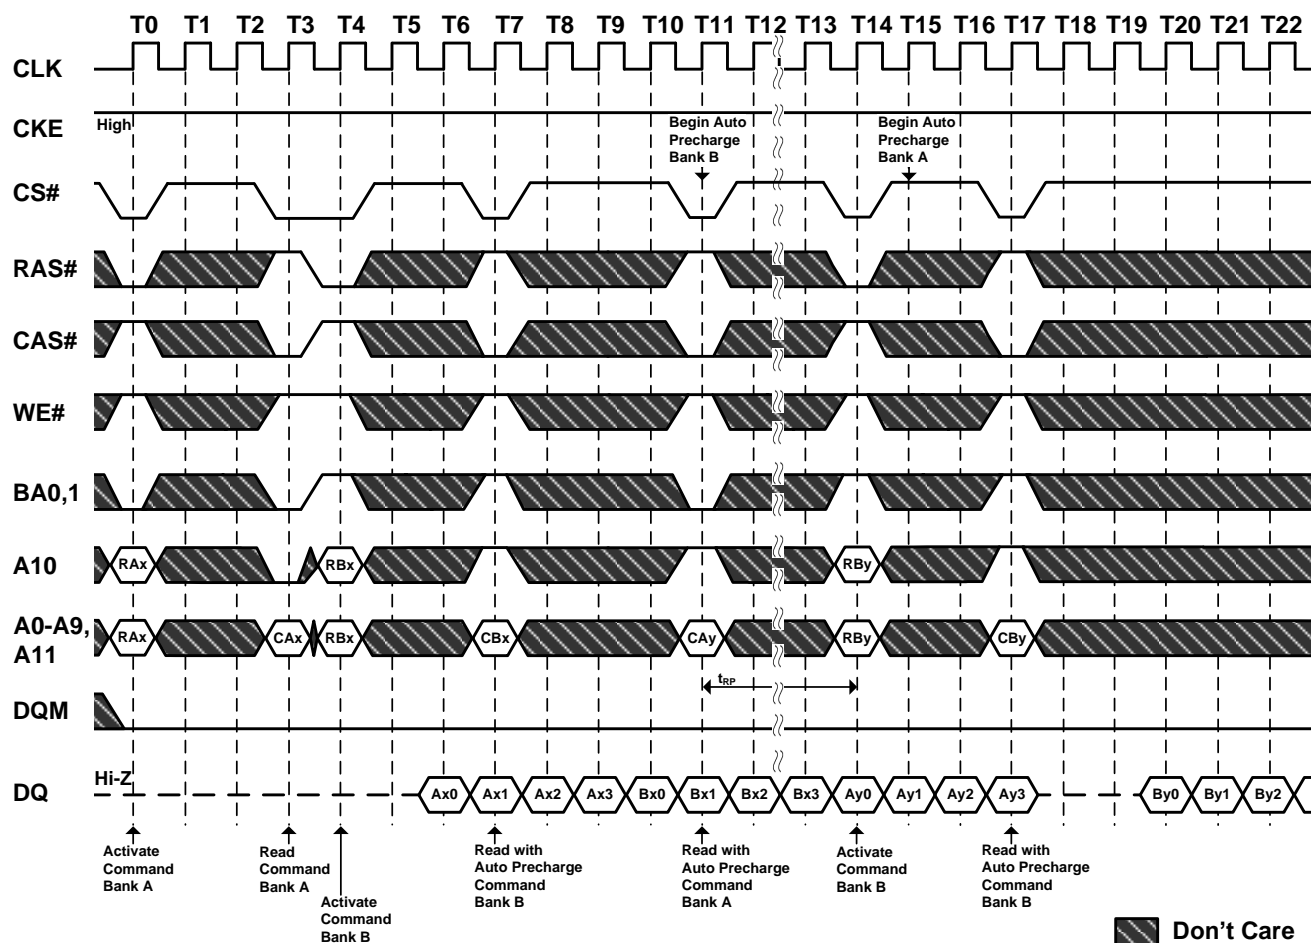 T0 T1 T2 T3 T4 T5 T6 T7 T8 T9 T10 T11 T12 T13 T14 T15 T16 T17 T18 T19 T20 T21 T22
CLK
CKE
High
Begin Auto
Precharge
Bank B
Begin Auto
Precharge
Bank A
CS#
RAS#
CAS#
WE#
BA0,1
A10
RAx RBx RBy
A0-A9,
A11
RAx CAx RBx CBx CAy RBy CBy
tRP
DQM
Hi-Z
DQ
Ax0 Ax1 Ax2 Ax3 Bx0 Bx1 Bx2 Bx3 Ay0 Ay1 Ay2 Ay3 By0 By1 By2
Activate
Command
Bank A
Read
Command
Bank A
Activate
Command
Bank B
Read with
Auto Precharge
Command
Bank B
Read with
Auto Precharge
Command
Bank A
Activate
Command
Bank B
Read with
Auto Precharge
Command
Bank B
Don't Care